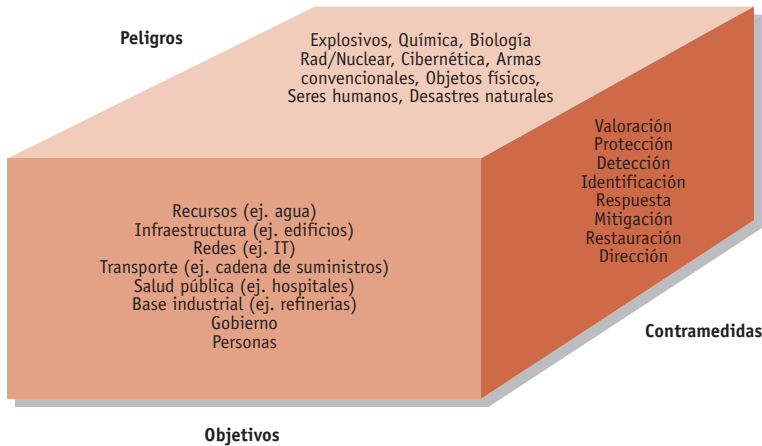 Peligros
Explosivos, Química, Biología
Rad/Nuclear, Cibernética, Armas
convencionales, Objetos físicos,
Seres humanos, Desastres naturales
Valoración
Protección
Detección
Identificación
Respuesta
Mitigación
Restauración
Dirección
Recursos (ej. agua)
Infraestructura (ej. edificios)
Redes (ej. IT)
Transporte (ej. cadena de suministros)
Salud pública (ej. hospitales)
Base industrial (ej. refinerias)
Gobierno
Personas
Contramedidas
Objetivos